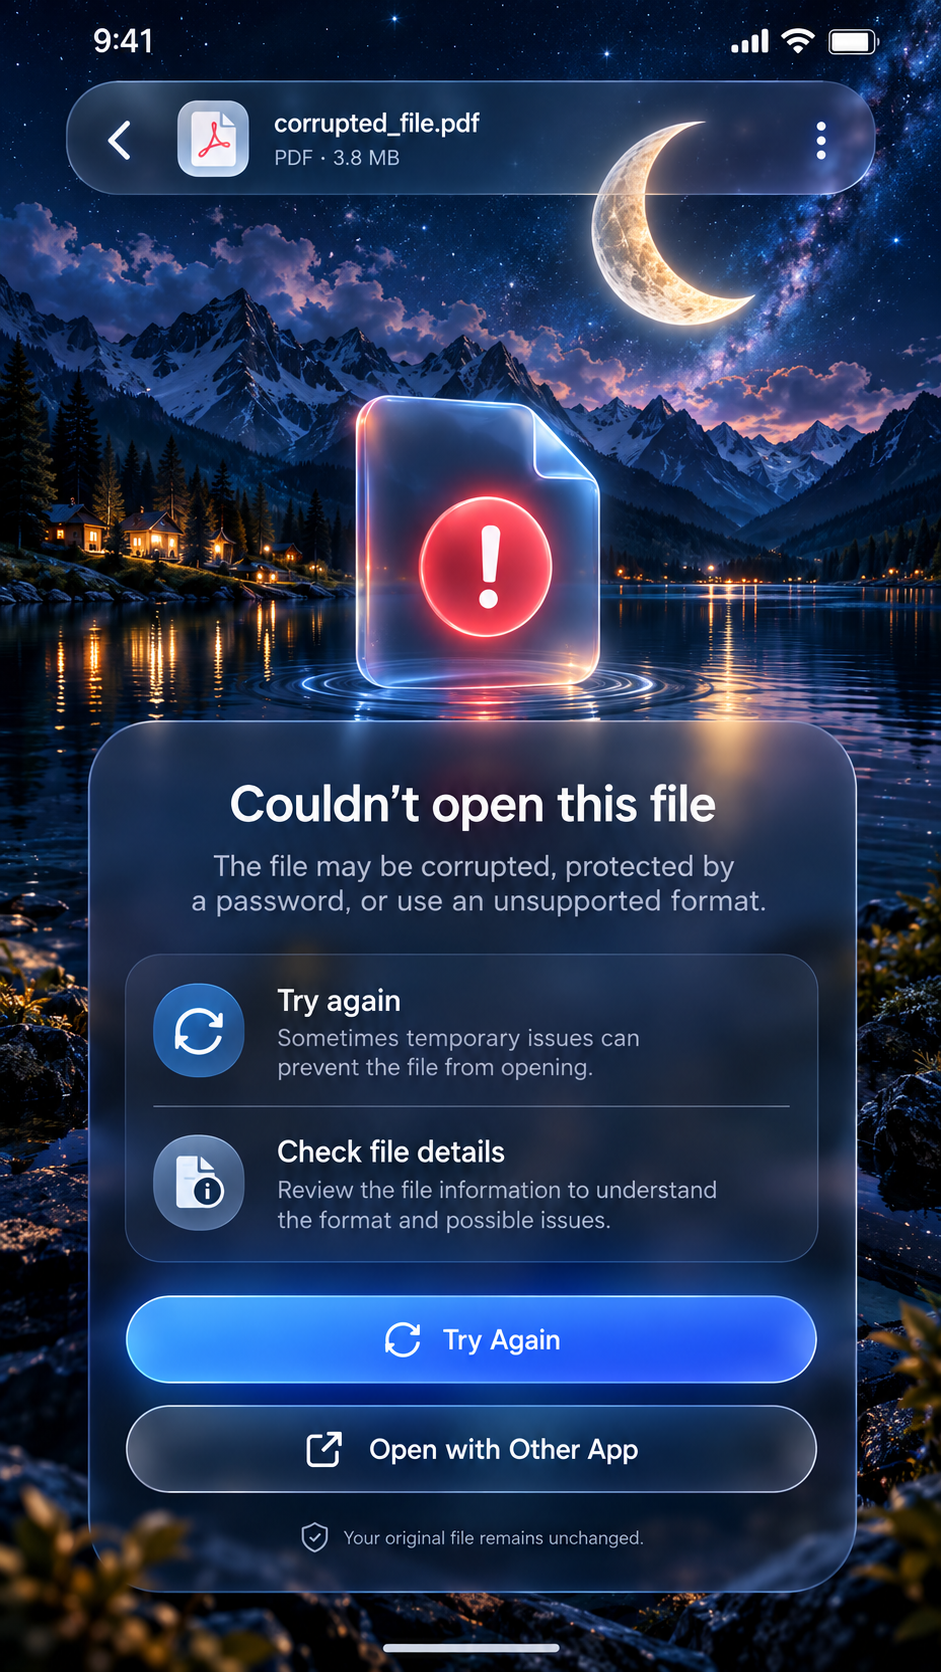 9:41
corrupted_file.pdf
PDF · 3.8 MB
Couldn’t open this file
The file may be corrupted, protected by
a password, or use an unsupported format.
Try again
Sometimes temporary issues can
prevent the file from opening.
Check file details
Review the file information to understand
the format and possible issues.
Try Again
Open with Other App
Your original file remains unchanged.